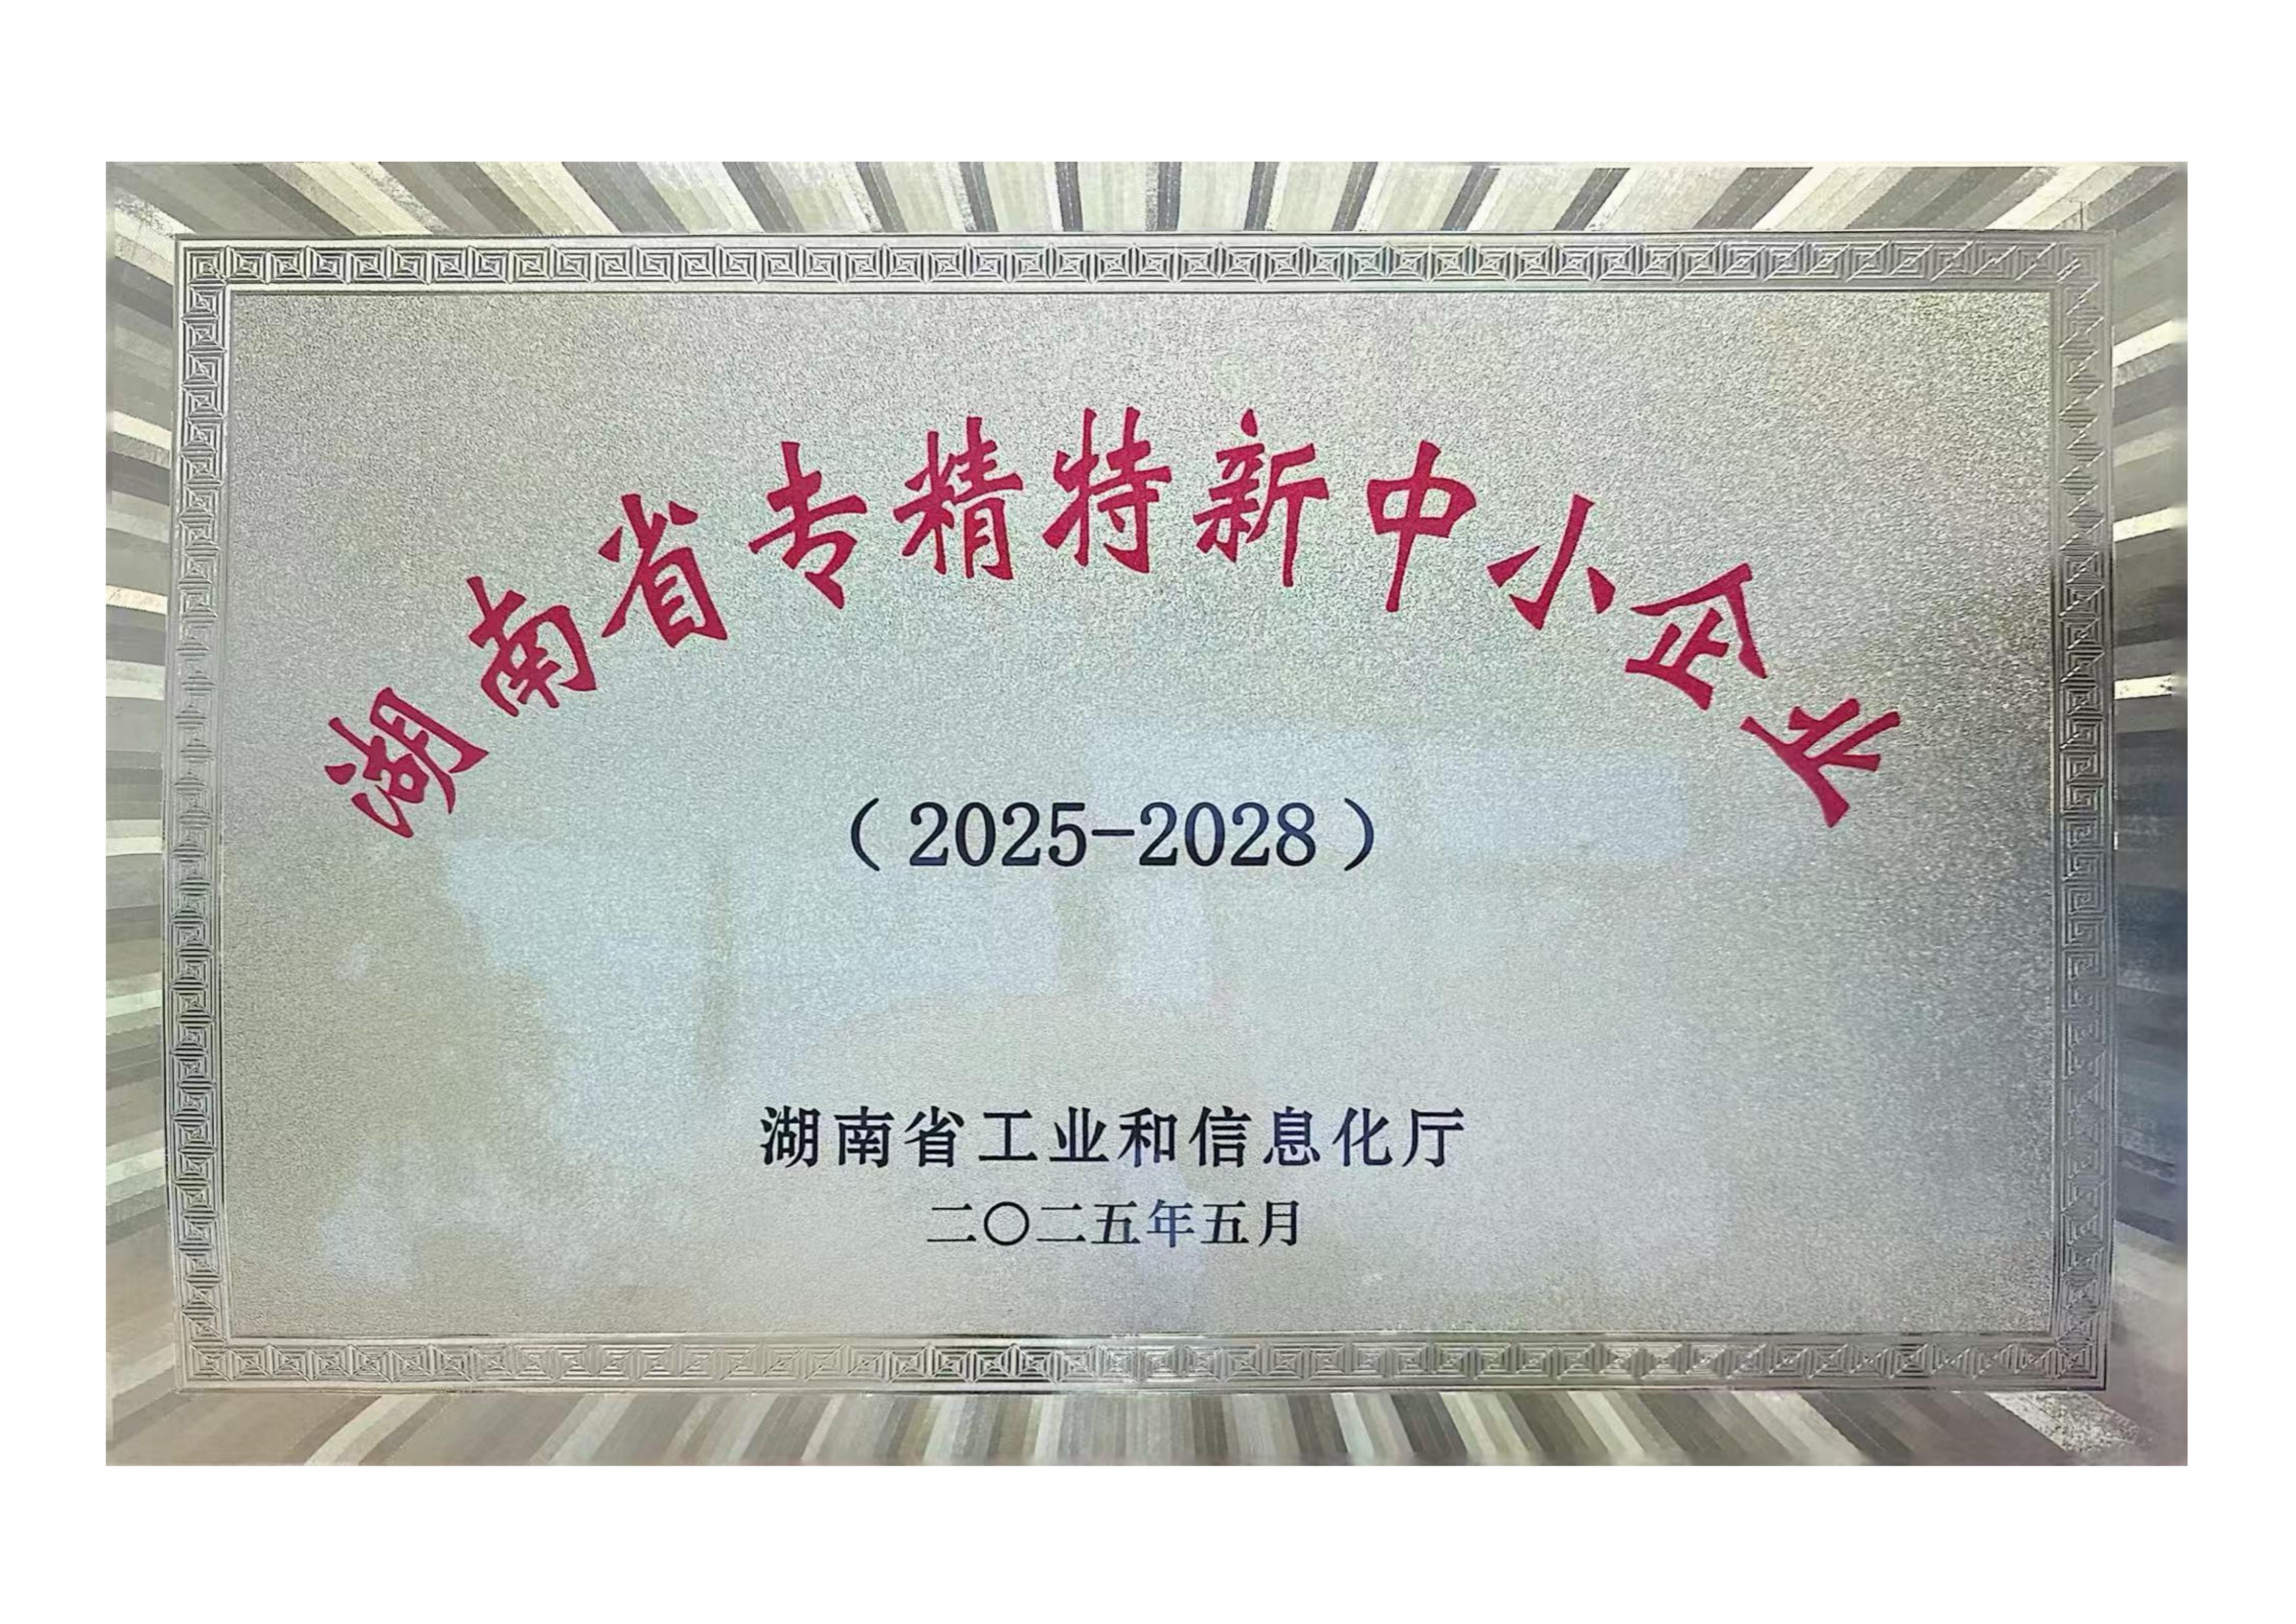 湖南省专精特新中小企业
（2025-2028）
湖南省工业和信息化厅
二〇二五年五月